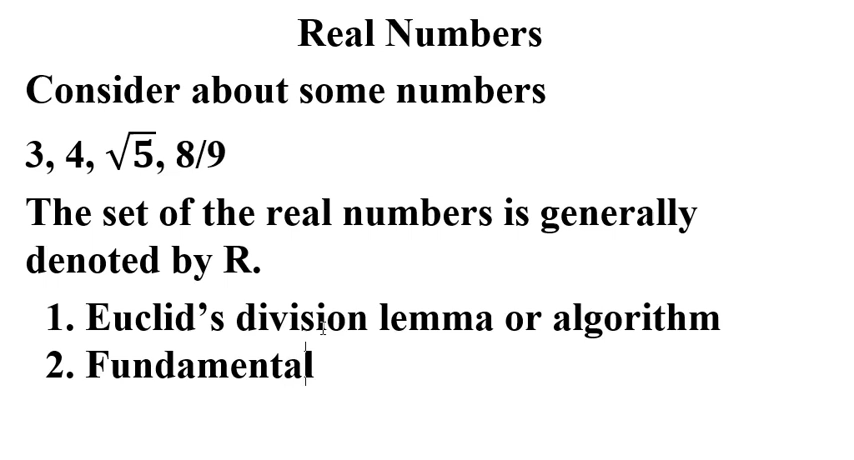 Real Numbers
Consider about some numbers
3, 4, √5, 8/9
The set of the real numbers is generally
denoted by R.
1. Euclid’s division lemma or algorithm
2. Fundamental